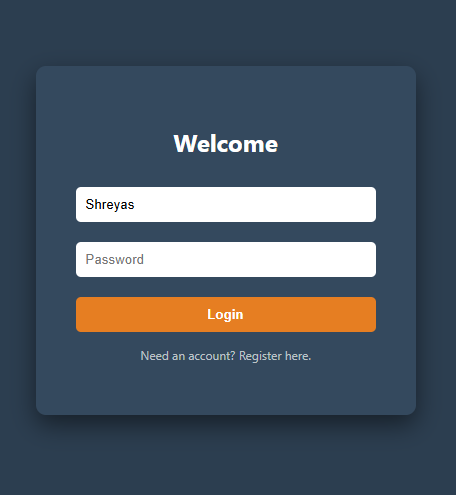 Welcome
Shreyas
Password
Login
Need an account? Register here.